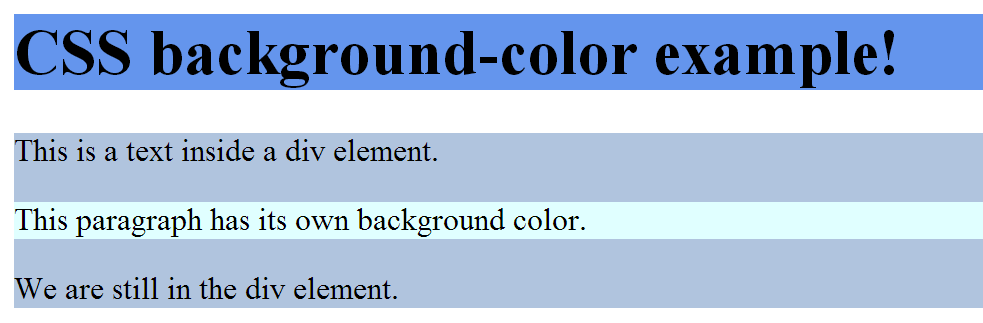 CSS background-color example!
This is a text inside a div element.
This paragraph has its own background color.
We are still in the div element.